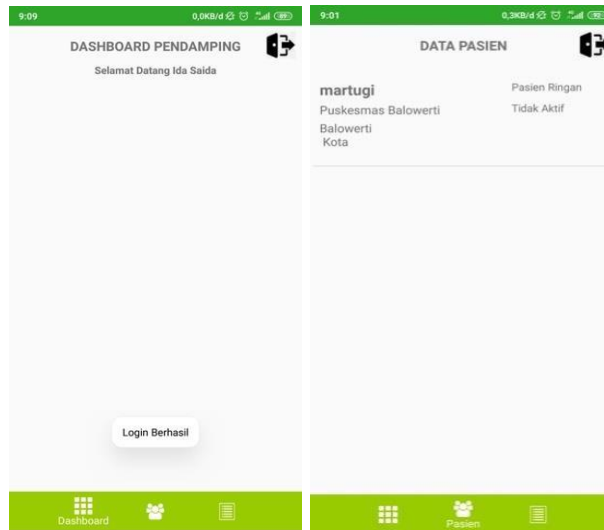 9:09 0,0KB/d
DASHBOARD PENDAMPING
Selamat Datang Ida Saida
Login Berhasil
Dashboard
9:01 0,3KB/d
DATA PASIEN
martugi Pasien Ringan
Puskesmas Balowerti Tidak Aktif
Balowerti
Kota
Pasien